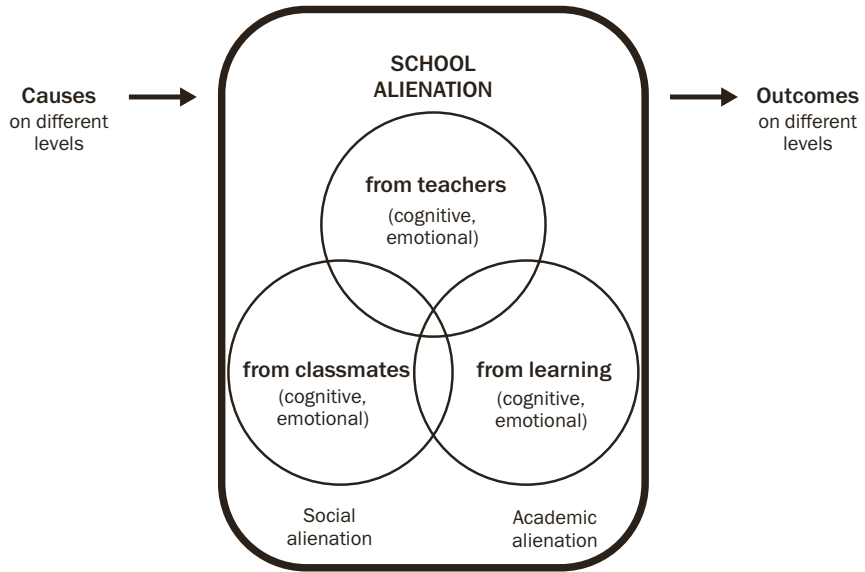 SCHOOL
ALIENATION
Causes
on different
levels
Outcomes
on different
levels
from teachers
(cognitive,
emotional)
from classmates
(cognitive,
emotional)
from learning
(cognitive,
emotional)
Social
alienation
Academic
alienation